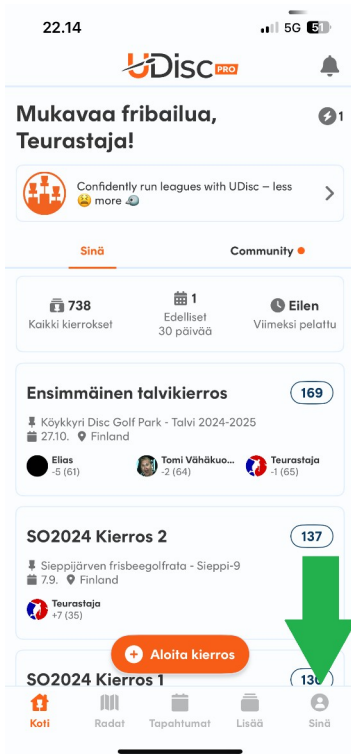 22.14
5G 51
UDisc PRO
Mukavaa fribailua,
Teurastaja!
1
Confidently run leagues with UDisc – less
😫 more 🥏
Sinä
Community
738
Kaikki kierrokset
1
Edelliset
30 päivää
Eilen
Viimeksi pelattu
Ensimmäinen talvikierros
169
Köykkyri Disc Golf Park - Talvi 2024-2025
27.10. Finland
Elias
-5 (61)
Tomi Vähäkuo...
-2 (64)
Teurastaja
-1 (65)
SO2024 Kierros 2
137
Sieppijärven frisbeegolfrata - Sieppi-9
7.9. Finland
Teurastaja
+7 (35)
Aloita kierros
SO2024 Kierros 1
Koti
Radat
Tapahtumat
Lisää
Sinä